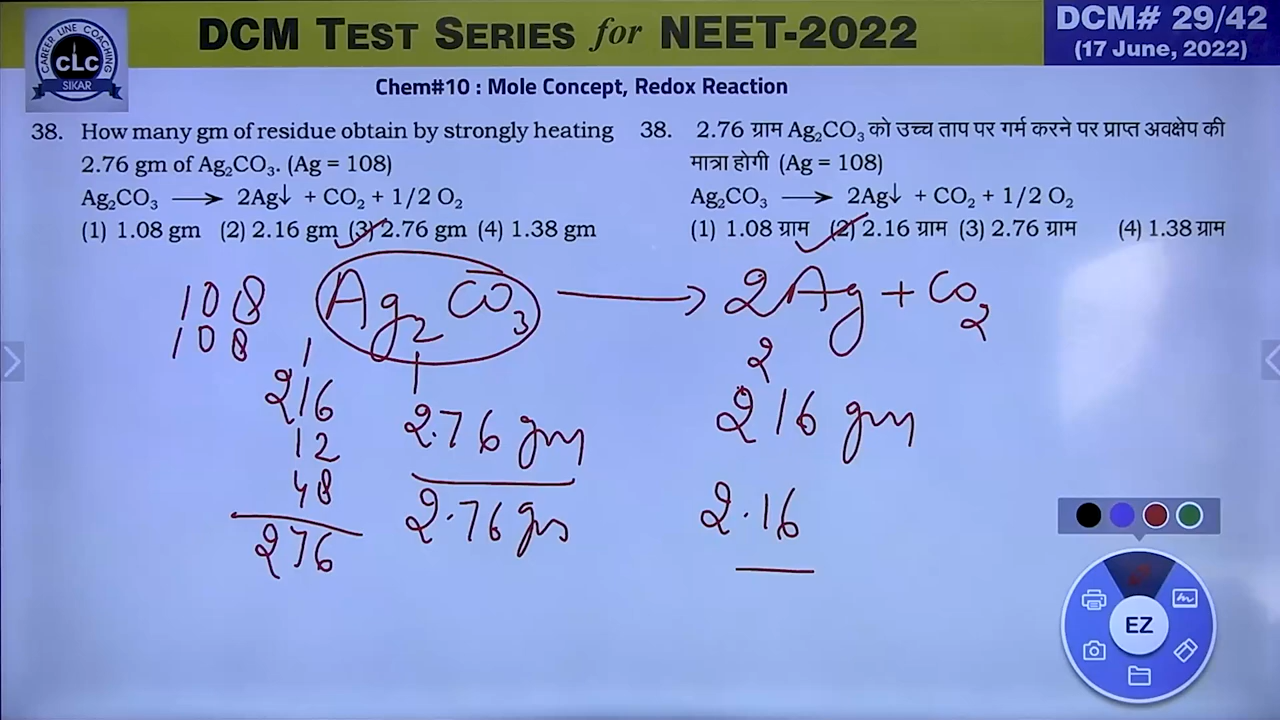 DCM TEST SERIES for NEET-2022
DCM# 29/42
(17 June, 2022)
CAREER LINE COACHING
CLC
SIKAR
Chem#10 : Mole Concept, Redox Reaction
38. How many gm of residue obtain by strongly heating
2.76 gm of Ag₂CO₃. (Ag = 108)
Ag₂CO₃ ⟶ 2Ag↓ + CO₂ + 1/2 O₂
(1) 1.08 gm (2) 2.16 gm (3) 2.76 gm (4) 1.38 gm
38. 2.76 ग्राम Ag₂CO₃ को उच्च ताप पर गर्म करने पर प्राप्त अवक्षेप की
मात्रा होगी (Ag = 108)
Ag₂CO₃ ⟶ 2Ag↓ + CO₂ + 1/2 O₂
(1) 1.08 ग्राम (2) 2.16 ग्राम (3) 2.76 ग्राम (4) 1.38 ग्राम
108
108
Ag₂CO₃ ⟶ 2Ag + CO₂
1
216
12
48
276
2.76 gm
2.76 gm
2
216 gm
2.16
EZ